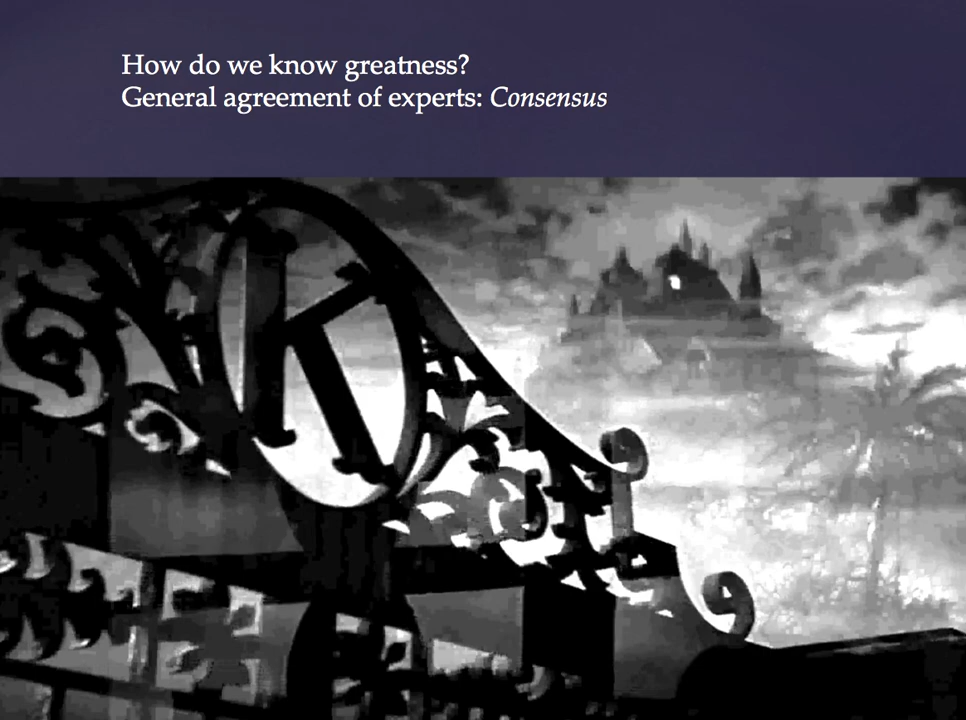 How do we know greatness?
General agreement of experts: Consensus
K